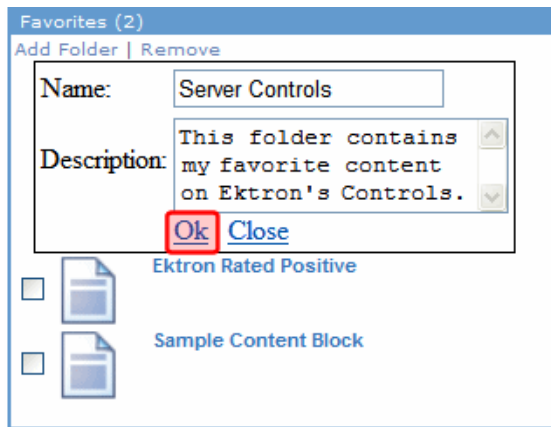 Favorites (2)
Add Folder | Remove
Name: Server Controls
Description: This folder contains
my favorite content
on Ektron's Controls.
Ok Close
Ektron Rated Positive
Sample Content Block